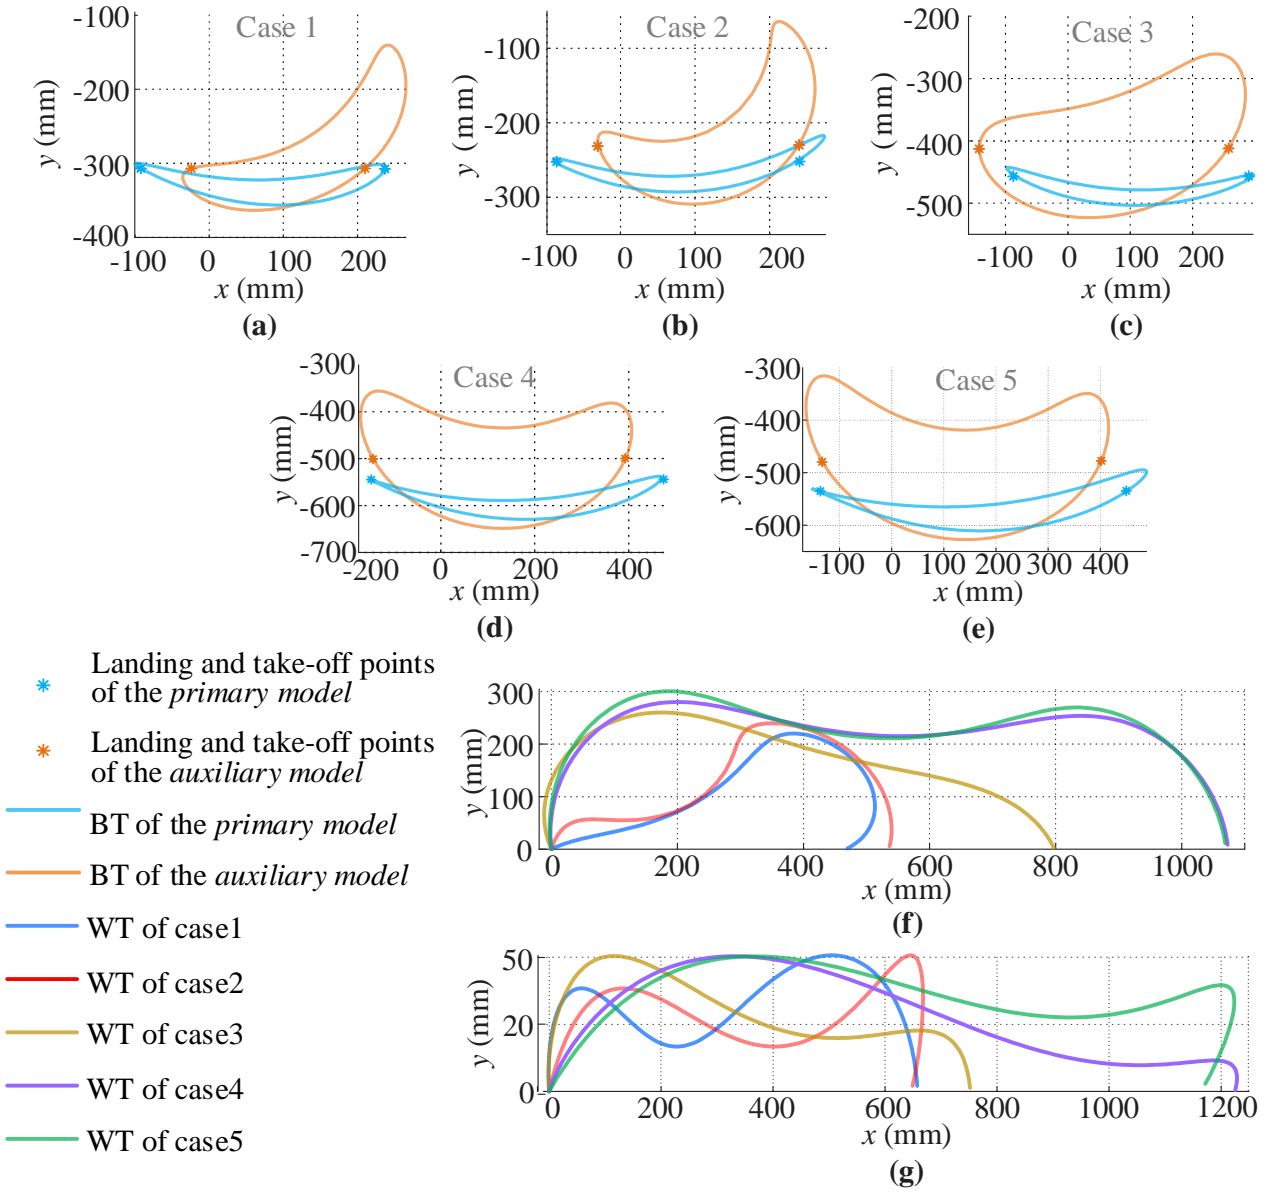 Case 1
-100
-200
-300
-400
y (mm)
-100 0 100 200
x (mm)
(a)
Case 2
-100
-200
-300
y (mm)
-100 0 100 200
x (mm)
(b)
Case 3
-200
-300
-400
-500
y (mm)
-100 0 100 200
x (mm)
(c)
Case 4
-300
-400
-500
-600
-700
y (mm)
-200 0 200 400
x (mm)
(d)
Case 5
-300
-400
-500
-600
y (mm)
-100 0 100 200 300 400
x (mm)
(e)
Landing and take-off points
of the primary model
Landing and take-off points
of the auxiliary model
BT of the primary model
BT of the auxiliary model
WT of case1
WT of case2
WT of case3
WT of case4
WT of case5
300
200
100
0
y (mm)
0 200 400 600 800 1000
x (mm)
(f)
50
20
0
y (mm)
0 200 400 600 800 1000 1200
x (mm)
(g)